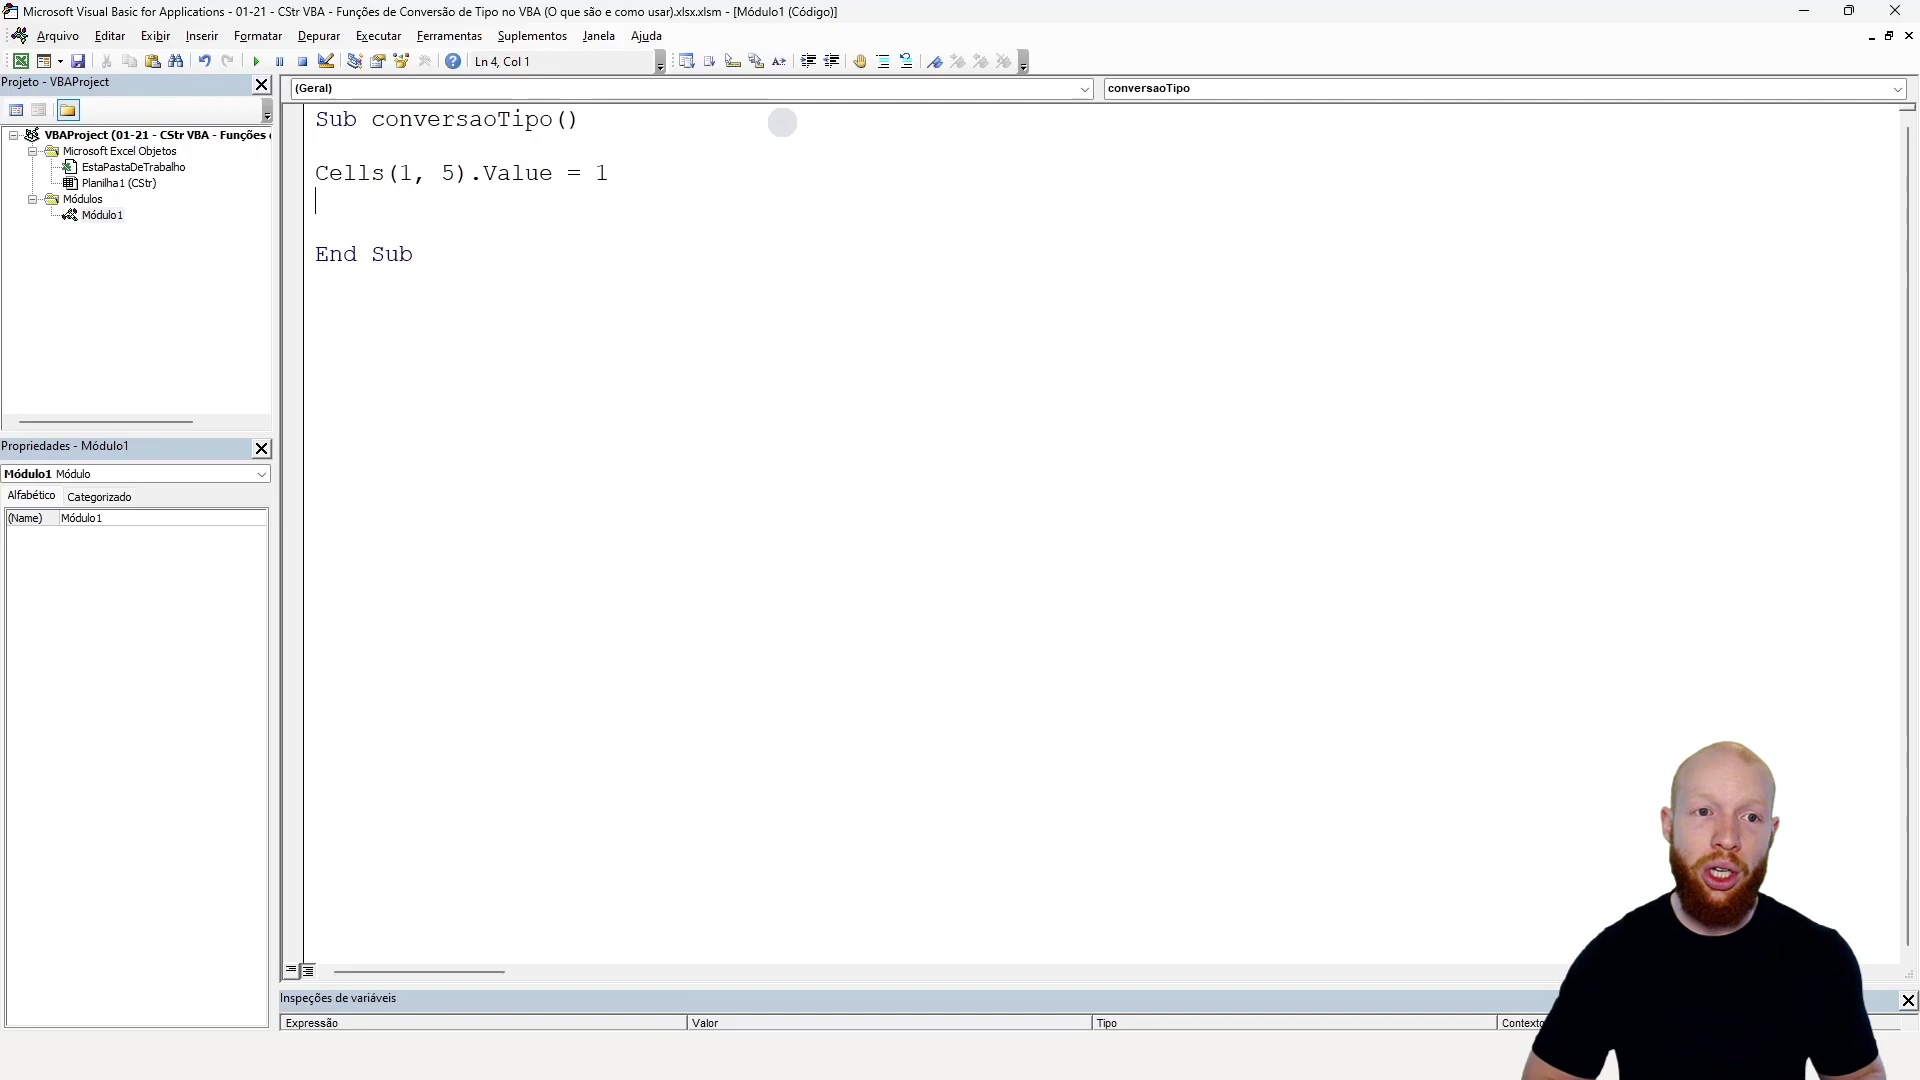 Microsoft Visual Basic for Applications - 01-21 - CStr VBA - Funções de Conversão de Tipo no VBA (O que são e como usar).xlsx.xlsm - [Módulo1 (Código)]
Arquivo Editar Exibir Inserir Formatar Depurar Executar Ferramentas Suplementos Janela Ajuda
Ln 4, Col 1
Projeto - VBAProject
(Geral)
conversaoTipo
VBAProject (01-21 - CStr VBA - Funções
Microsoft Excel Objetos
EstaPastaDeTrabalho
Planilha1 (CStr)
Módulos
Módulo1
Sub conversaoTipo()
Cells(1, 5).Value = 1
End Sub
Propriedades - Módulo1
Módulo1 Módulo
Alfabético Categorizado
(Name) Módulo1
Inspeções de variáveis
Expressão Valor Tipo Contexto